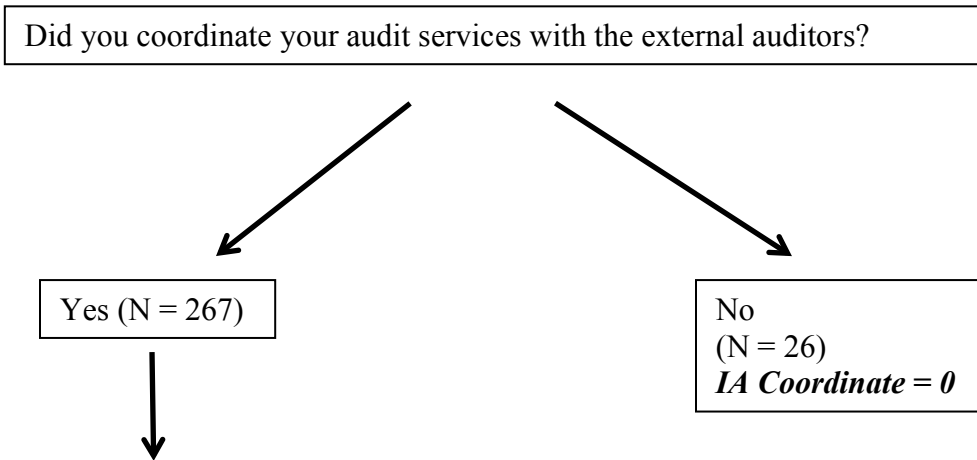 Did you coordinate your audit services with the external auditors?
Yes (N = 267)
No
(N = 26)
IA Coordinate = 0